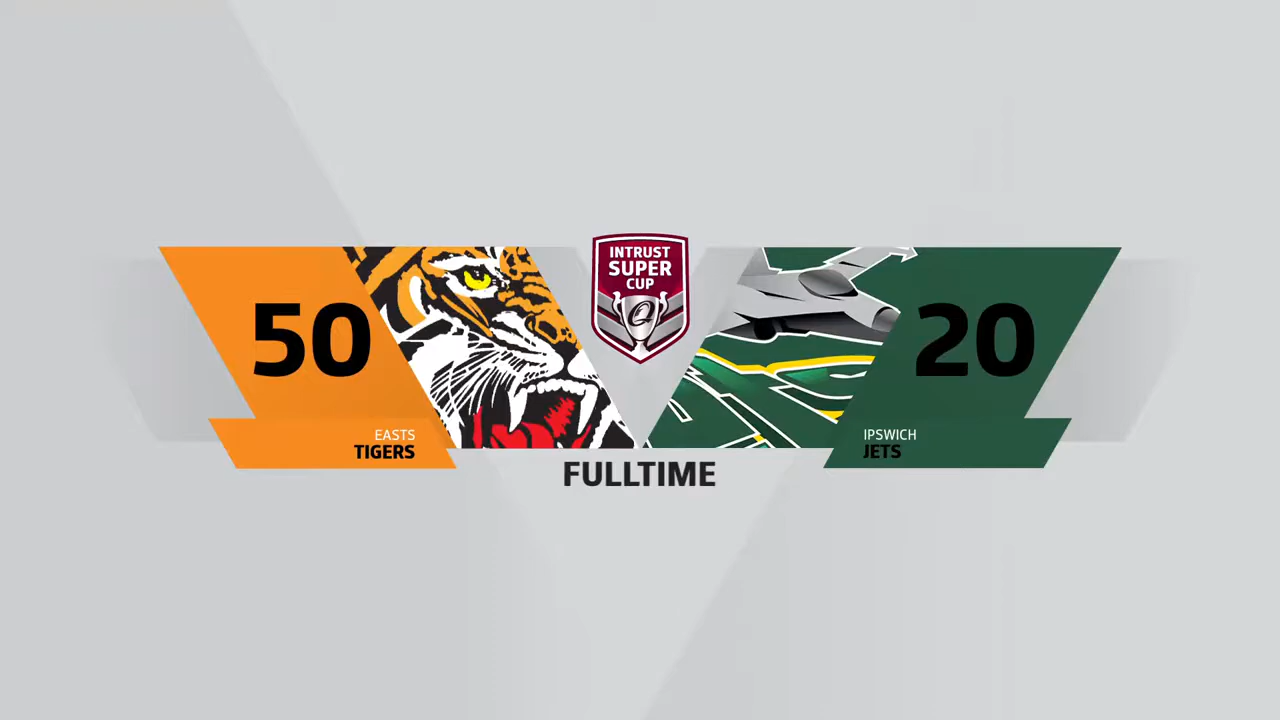 INTRUST
SUPER
CUP
50
20
EASTS
TIGERS
IPSWICH
JETS
FULLTIME